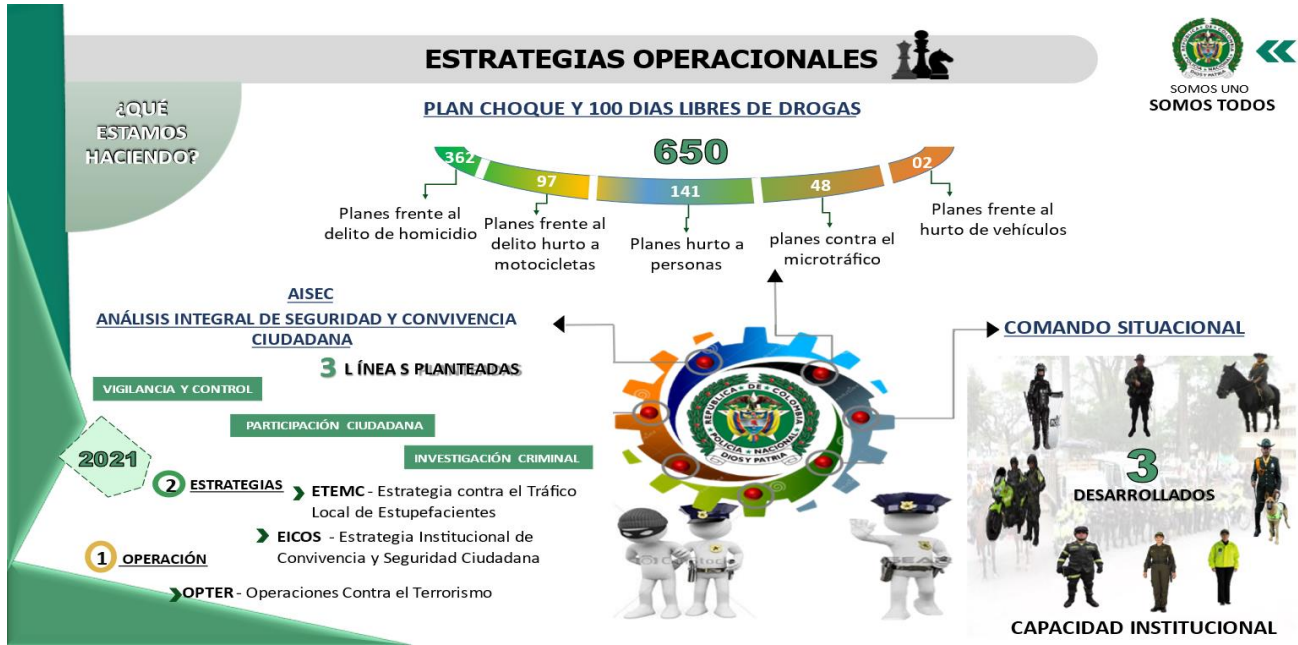 ESTRATEGIAS OPERACIONALES
SOMOS UNO
SOMOS TODOS
¿QUÉ
ESTAMOS
HACIENDO?
PLAN CHOQUE Y 100 DIAS LIBRES DE DROGAS
650
362
97
141
48
02
Planes frente al
delito de homicidio
Planes frente al
delito hurto a
motocicletas
Planes hurto a
personas
planes contra el
microtráfico
Planes frente al
hurto de vehículos
AISEC
ANÁLISIS INTEGRAL DE SEGURIDAD Y CONVIVENCIA
CIUDADANA
3 L ÍNEA S PLANTEADAS
VIGILANCIA Y CONTROL
PARTICIPACIÓN CIUDADANA
INVESTIGACIÓN CRIMINAL
2021
2 ESTRATEGIAS
ETEMC - Estrategia contra el Tráfico
Local de Estupefacientes
EICOS - Estrategia Institucional de
Convivencia y Seguridad Ciudadana
1 OPERACIÓN
OPTER - Operaciones Contra el Terrorismo
REPUBLICA DE COLOMBIA
POLICIA NACIONAL
DIOS Y PATRIA
COMANDO SITUACIONAL
3
DESARROLLADOS
CAPACIDAD INSTITUCIONAL